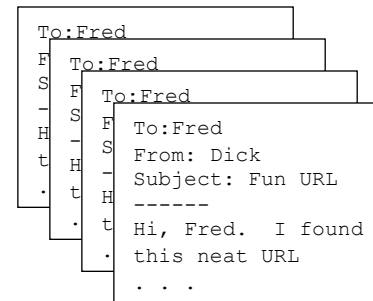 To:Fred
F
S
-
H
t
.
To:Fred
F
S
-
H
t
.
To:Fred
F
S
-
H
t
.
To:Fred
From: Dick
Subject: Fun URL
------
Hi, Fred.  I found
this neat URL
. . .